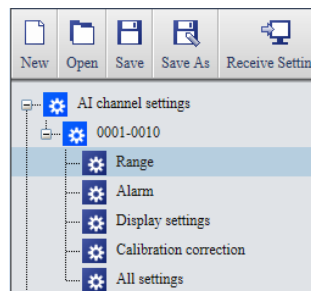 New Open Save Save As Receive Settin
AI channel settings
0001-0010
Range
Alarm
Display settings
Calibration correction
All settings